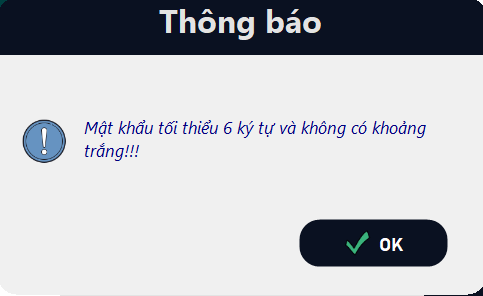 Thông báo
Mật khẩu tối thiểu 6 ký tự và không có khoảng
trắng!!!
OK